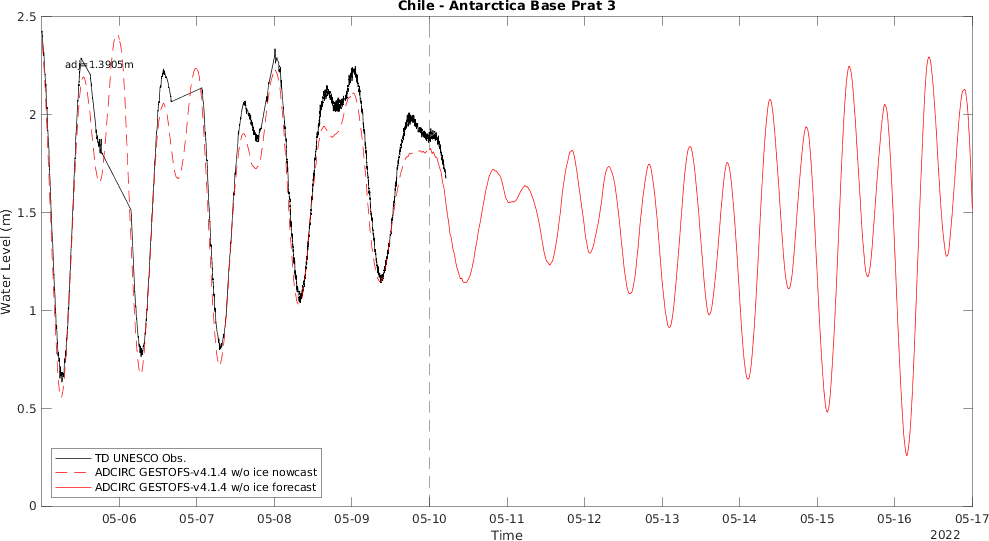 Chile - Antarctica Base Prat 3
2.5
2
1.5
1
0.5
0
Water Level (m)
adj=1.3905m
TD UNESCO Obs.
ADCIRC GESTOFS-v4.1.4 w/o ice nowcast
ADCIRC GESTOFS-v4.1.4 w/o ice forecast
05-06 05-07 05-08 05-09 05-10 05-11 05-12 05-13 05-14 05-15 05-16 05-17
Time
2022